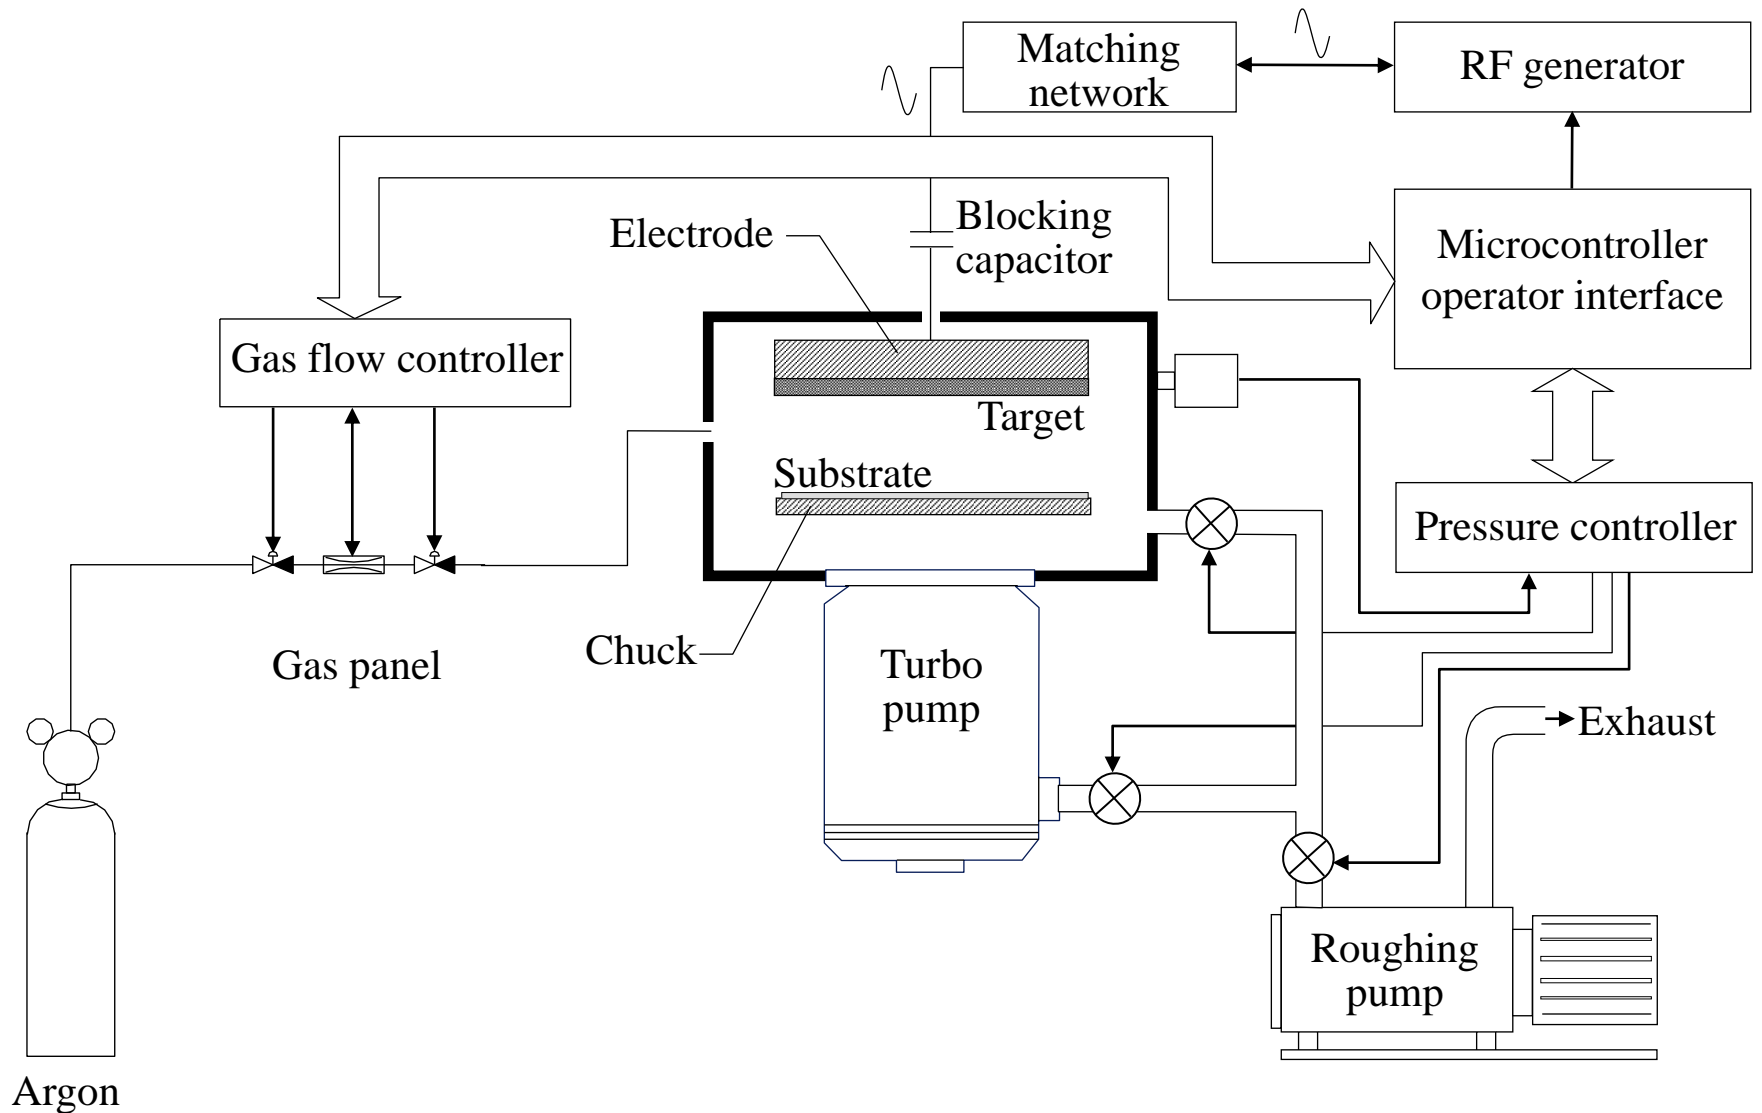 Matching
network
RF generator
Electrode
Blocking
capacitor
Microcontroller
operator interface
Gas flow controller
Target
Substrate
Pressure controller
Chuck
Gas panel
Turbo
pump
Exhaust
Roughing
pump
Argon